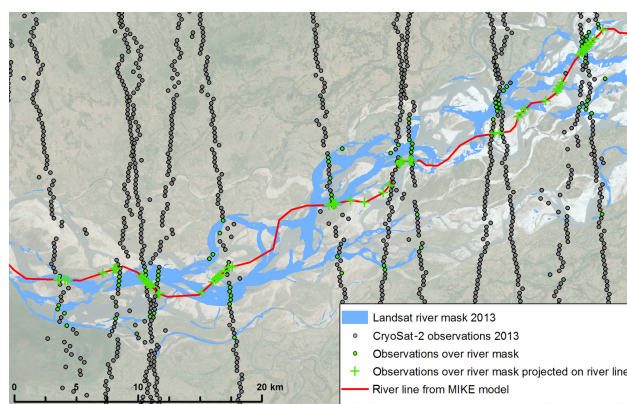 Landsat river mask 2013
CryoSat-2 observations 2013
Observations over river mask
Observations over river mask projected on river line
River line from MIKE model
0 5 10 20 km